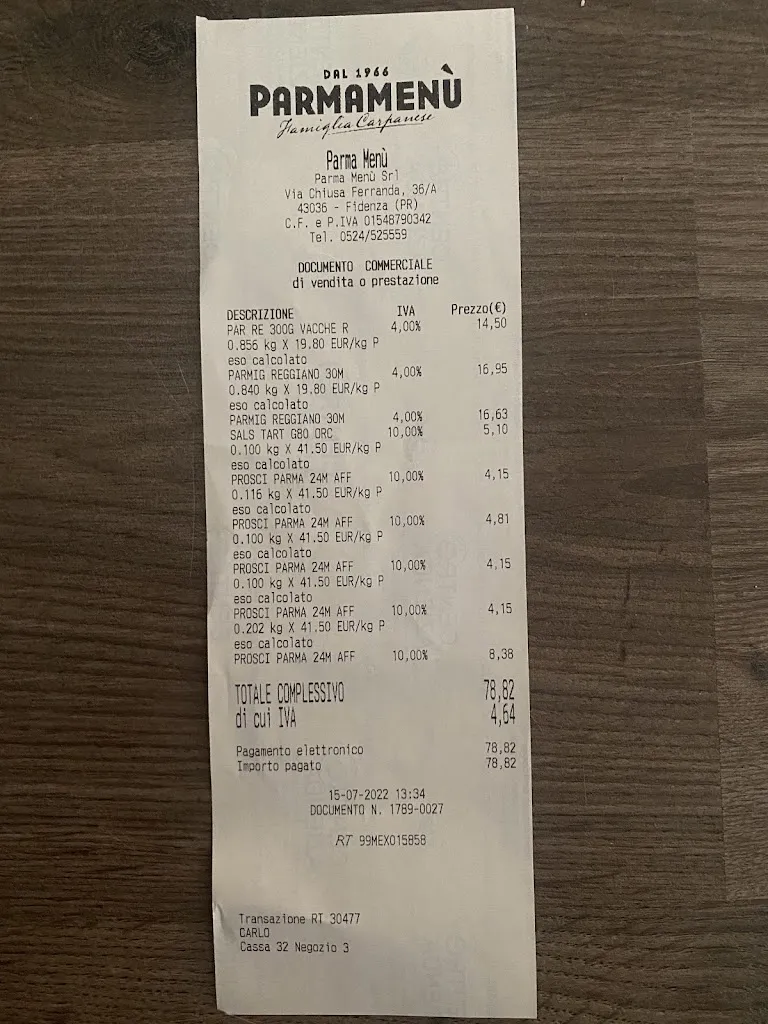 DAL 1966
PARMAMENÙ
Famiglia Carpanese
Parma Menù
Parma Menù Srl
Via Chiusa Ferranda, 36/A
43036 - Fidenza (PR)
C.F. e P.IVA 01548790342
Tel. 0524/525559
DOCUMENTO COMMERCIALE
di vendita o prestazione
DESCRIZIONE IVA Prezzo(€)
PAR RE 300G VACCHE R 4,00% 14,50
0.856 kg X 19.80 EUR/kg P
eso calcolato
PARMIG REGGIANO 30M 4,00% 16,95
0.840 kg X 19.80 EUR/kg P
eso calcolato
PARMIG REGGIANO 30M 4,00% 16,63
SALS TART G80 ORC 10,00% 5,10
0.100 kg X 41.50 EUR/kg P
eso calcolato
PROSCI PARMA 24M AFF 10,00% 4,15
0.116 kg X 41.50 EUR/kg P
eso calcolato
PROSCI PARMA 24M AFF 10,00% 4,81
0.100 kg X 41.50 EUR/kg P
eso calcolato
PROSCI PARMA 24M AFF 10,00% 4,15
0.100 kg X 41.50 EUR/kg P
eso calcolato
PROSCI PARMA 24M AFF 10,00% 4,15
0.202 kg X 41.50 EUR/kg P
eso calcolato
PROSCI PARMA 24M AFF 10,00% 8,38
TOTALE COMPLESSIVO 78,82
di cui IVA 4,64
Pagamento elettronico 78,82
Importo pagato 78,82
15-07-2022 13:34
DOCUMENTO N. 1789-0027
RT 99MEX015858
Transazione RT 30477
CARLO
Cassa 32 Negozio 3